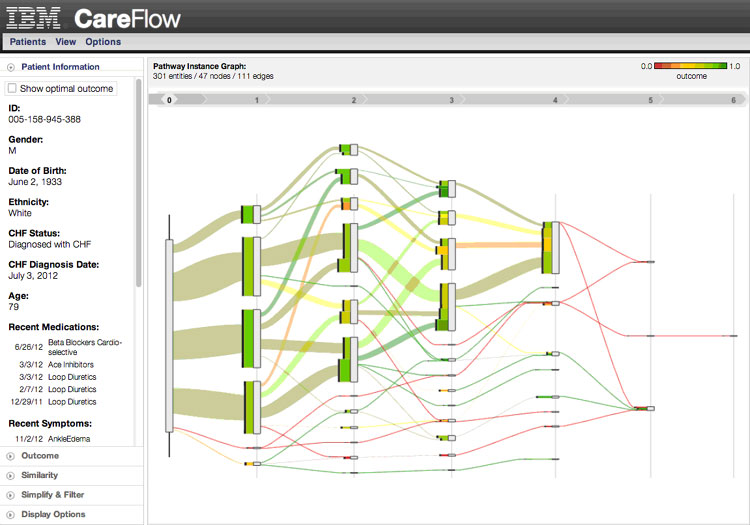 IBM CareFlow
Patients View Options
Patient Information
Show optimal outcome
ID:
005-158-945-388
Gender:
M
Date of Birth:
June 2, 1933
Ethnicity:
White
CHF Status:
Diagnosed with CHF
CHF Diagnosis Date:
July 3, 2012
Age:
79
Recent Medications:
6/26/12 Beta Blockers Cardio-
selective
3/3/12 Ace Inhibitors
3/3/12 Loop Diuretics
2/7/12 Loop Diuretics
12/29/11 Loop Diuretics
Recent Symptoms:
11/2/12 AnkleEdema
Outcome
Similarity
Simplify & Filter
Display Options
Pathway Instance Graph:
301 entities / 47 nodes / 111 edges
0.0 1.0
outcome
0 1 2 3 4 5 6